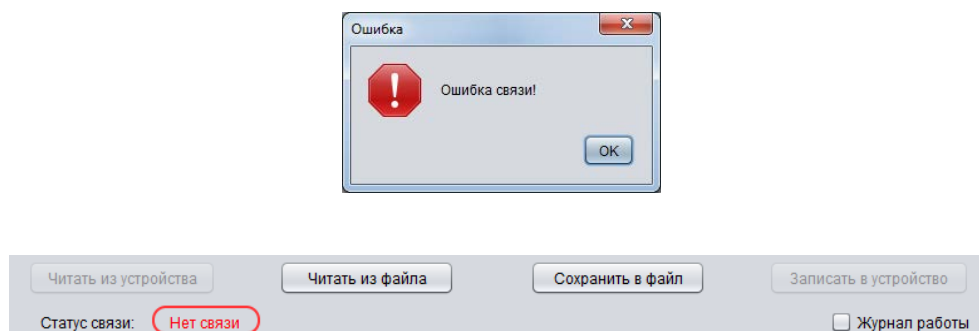 Ошибка
Ошибка связи!
OK
Читать из устройства Читать из файла Сохранить в файл Записать в устройство
Статус связи: Нет связи Журнал работы